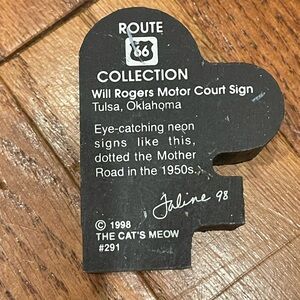 ROUTE
66
COLLECTION
Will Rogers Motor Court Sign
Tulsa, Oklahoma
Eye-catching neon
signs like this,
dotted the Mother
Road in the 1950s.
Faline 98
© 1998
THE CAT'S MEOW
#291